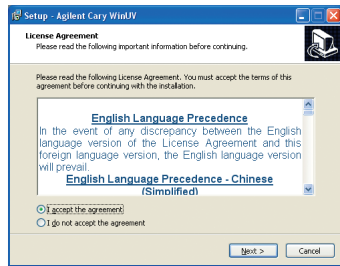 Setup - Agilent Cary WinUV
License Agreement
Please read the following important information before continuing.
Please read the following License Agreement. You must accept the terms of this
agreement before continuing with the installation.
English Language Precedence
In the event of any discrepancy between the English
language version of the License Agreement and this
foreign language version, the English language version
will prevail.
English Language Precedence - Chinese
(Simplified)
I accept the agreement
I do not accept the agreement
Next >
Cancel